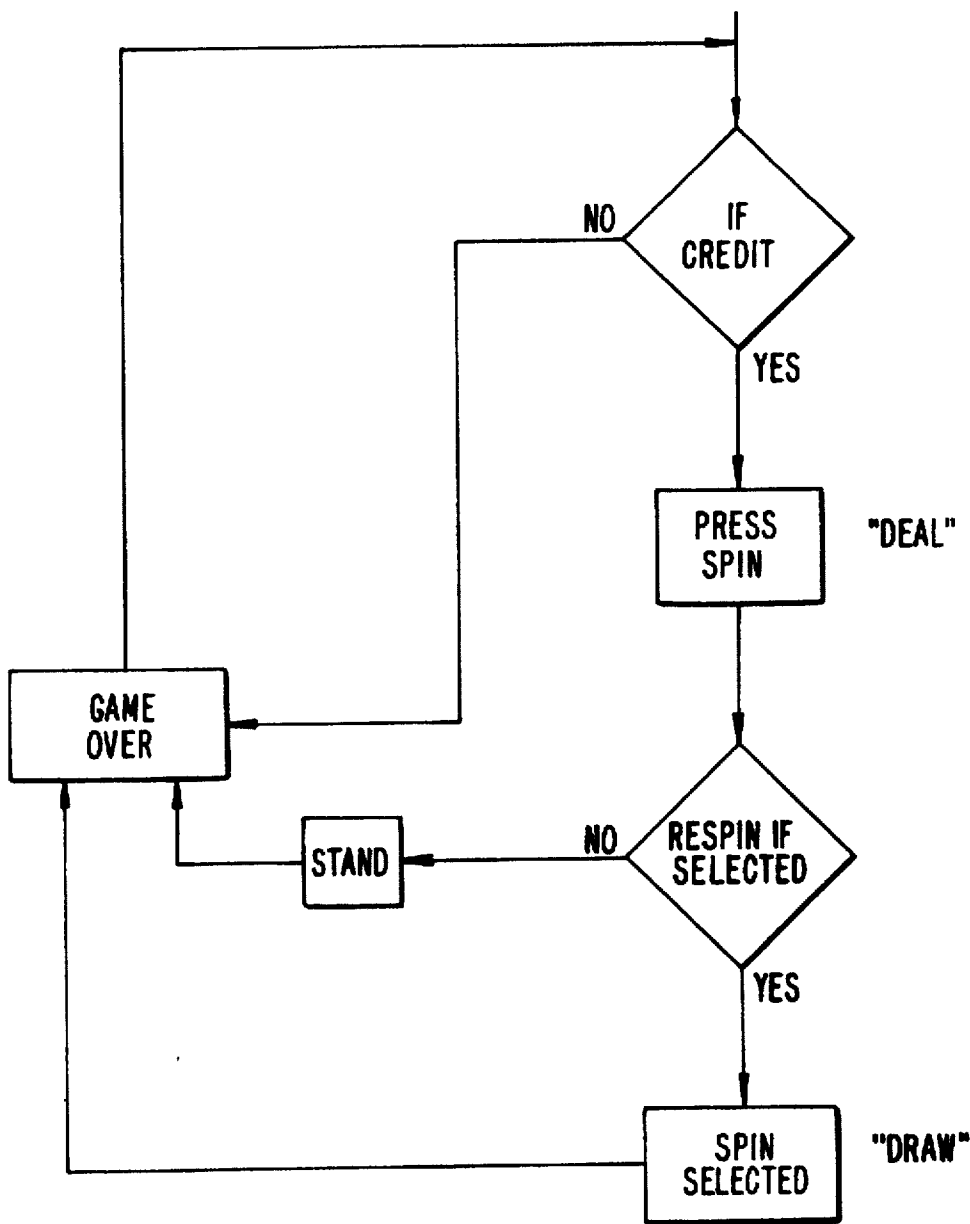 IF
CREDIT
NO
YES
PRESS
SPIN
"DEAL"
GAME
OVER
RESPIN IF
SELECTED
NO
STAND
YES
SPIN
SELECTED
"DRAW"